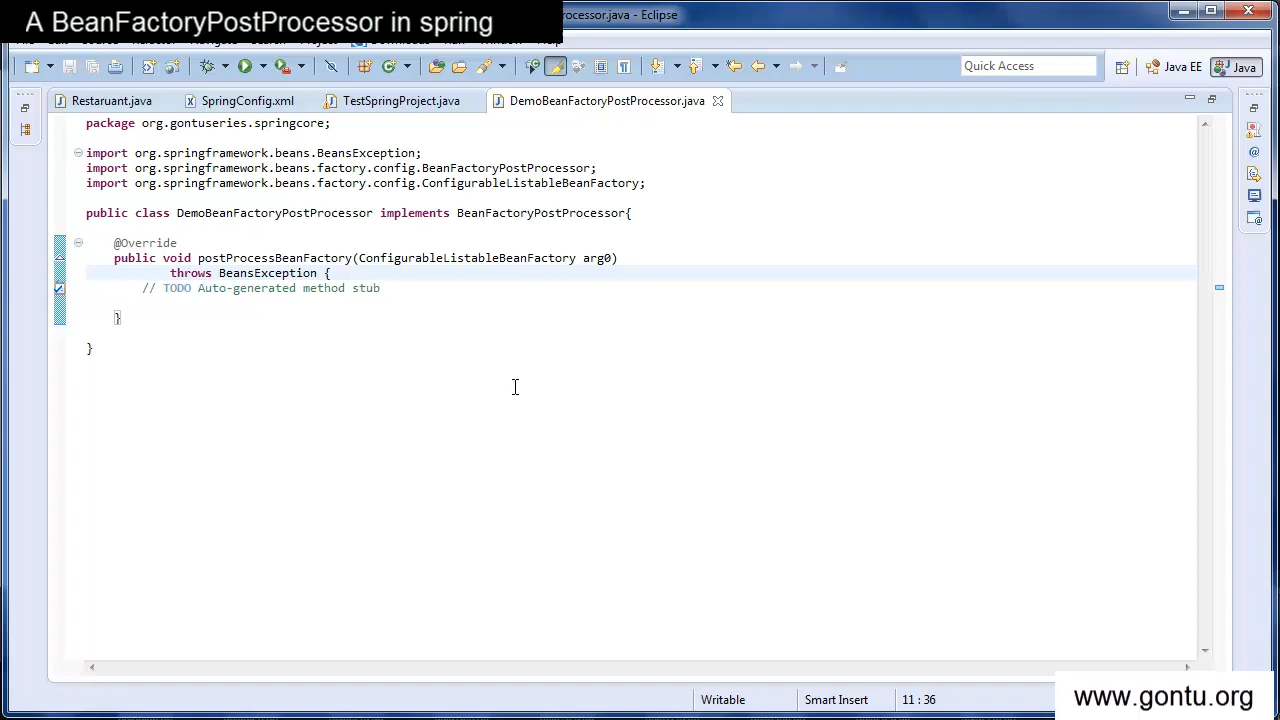 A BeanFactoryPostProcessor in spring
rocessor.java - Eclipse
Quick Access
Java EE
Java
Restaruant.java
SpringConfig.xml
TestSpringProject.java
DemoBeanFactoryPostProcessor.java
package org.gontuseries.springcore;
import org.springframework.beans.BeansException;
import org.springframework.beans.factory.config.BeanFactoryPostProcessor;
import org.springframework.beans.factory.config.ConfigurableListableBeanFactory;
public class DemoBeanFactoryPostProcessor implements BeanFactoryPostProcessor{
@Override
public void postProcessBeanFactory(ConfigurableListableBeanFactory arg0)
throws BeansException {
// TODO Auto-generated method stub
}
}
Writable
Smart Insert
11 : 36
www.gontu.org